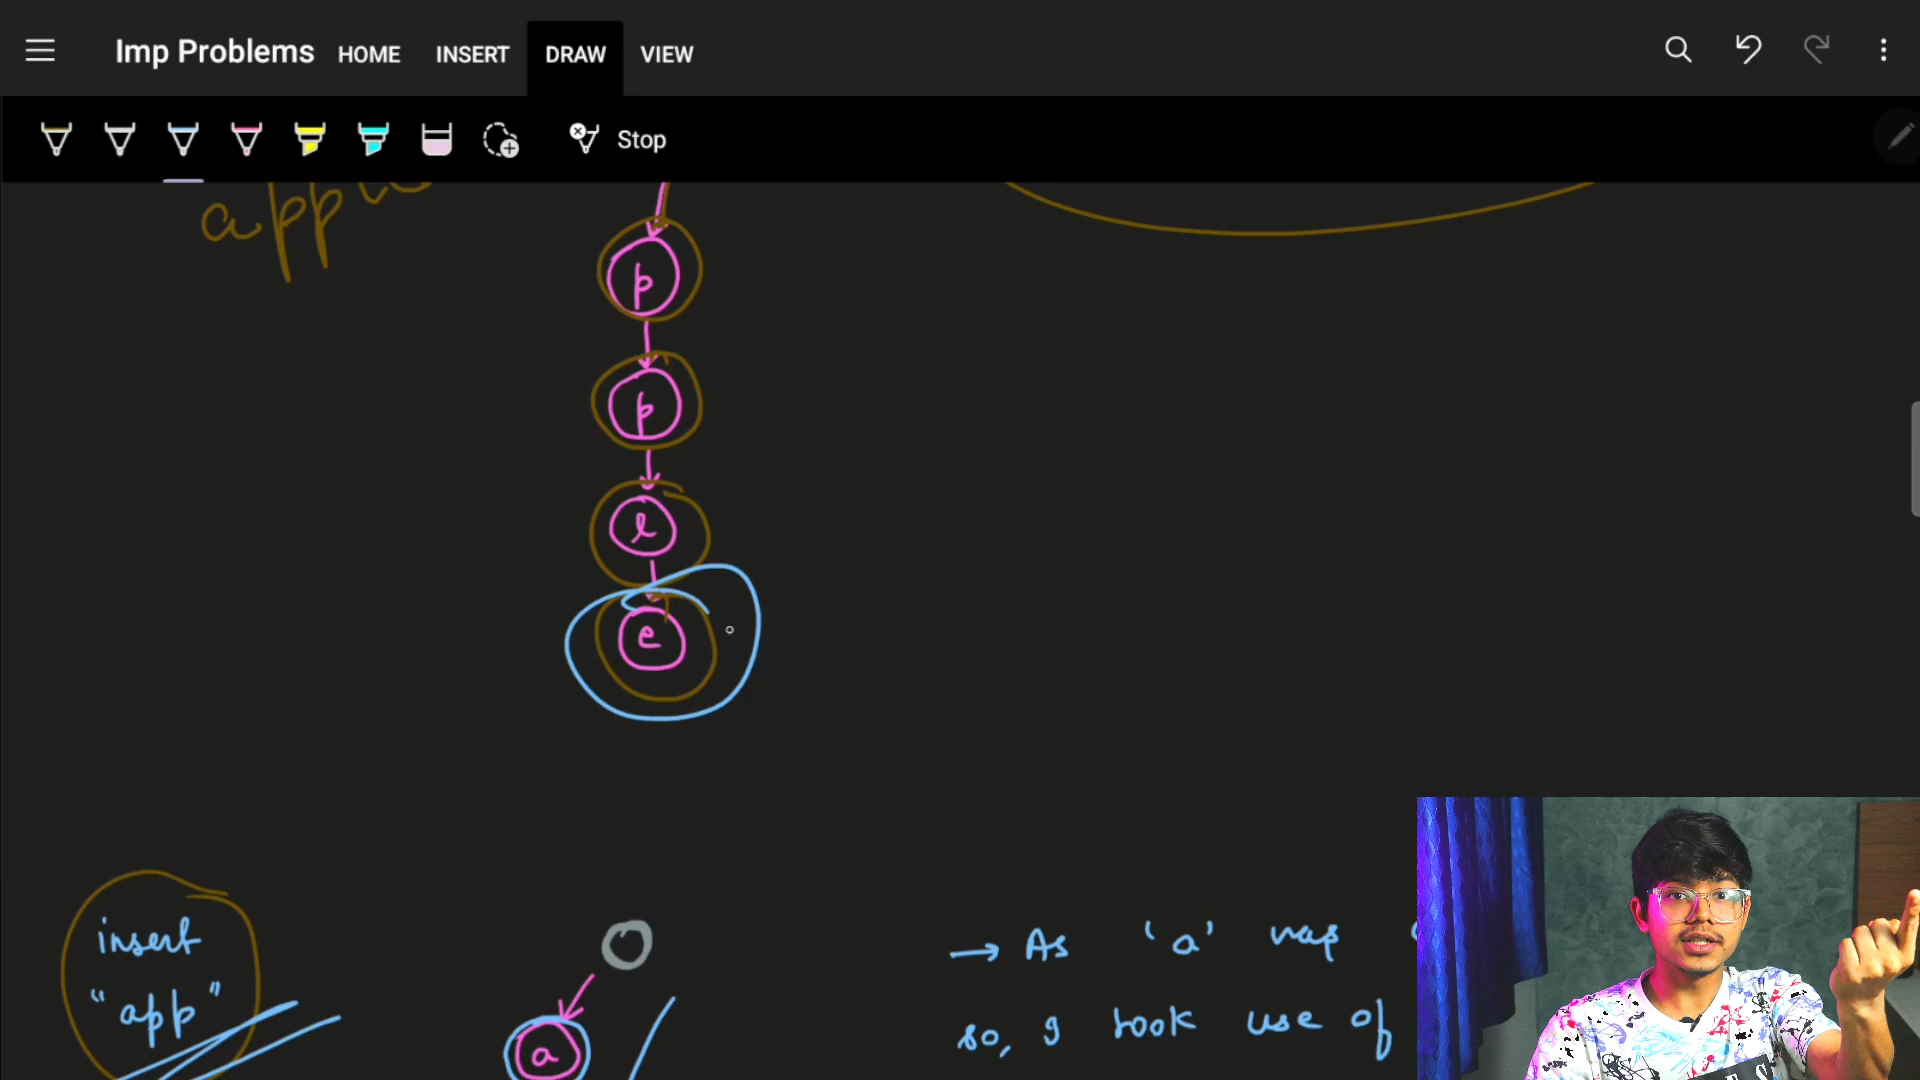 Imp Problems HOME INSERT DRAW VIEW
Stop
p
p
l
e
insert
"app"
a
→ As 'a' was
so, I took use of